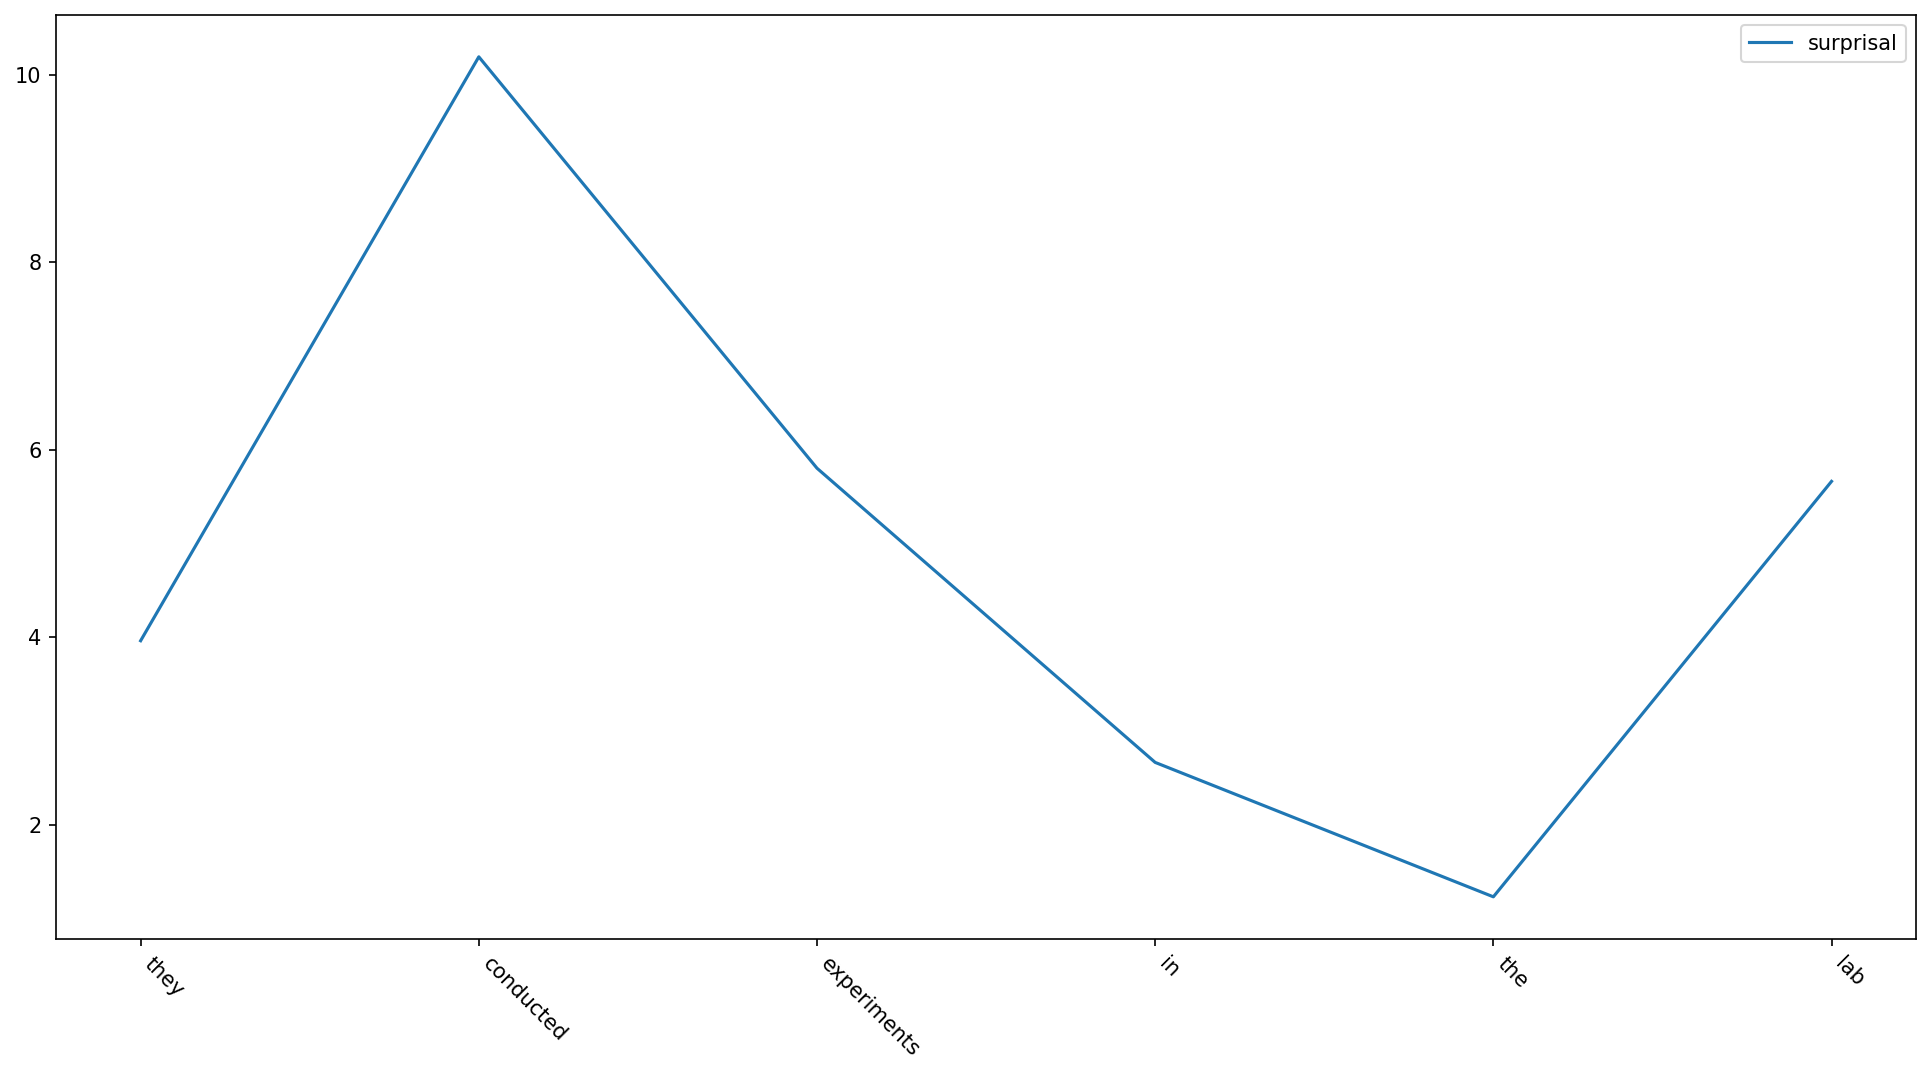 surprisal
10
8
6
4
2
they
conducted
experiments
in
the
lab